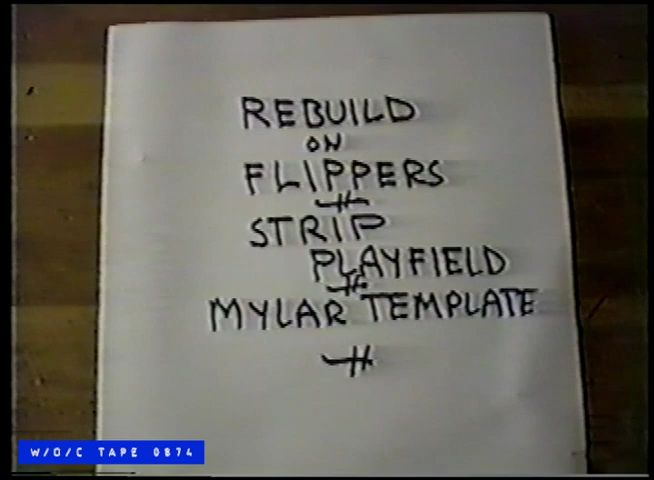 REBUILD
ON
FLIPPERS
STRIP
PLAYFIELD
MYLAR TEMPLATE
W/O/C TAPE 0874